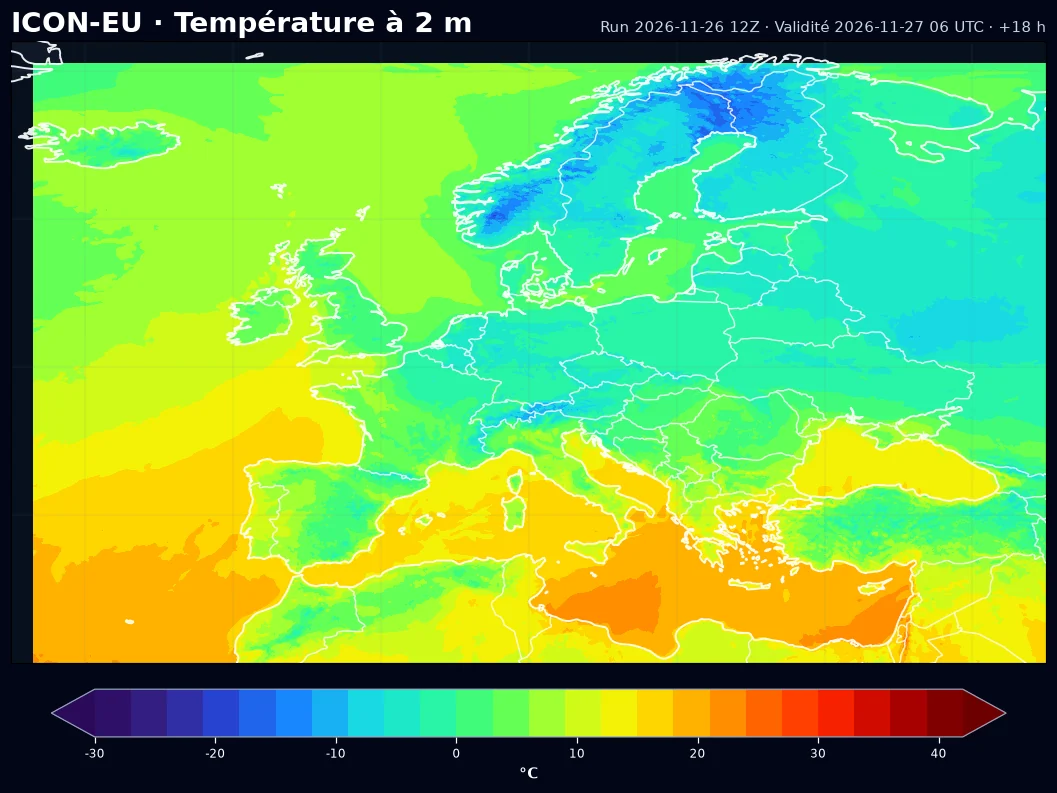 ICON-EU · Température à 2 m
Run 2026-11-26 12Z · Validité 2026-11-27 06 UTC · +18 h
-30 -20 -10 0 10 20 30 40
°C